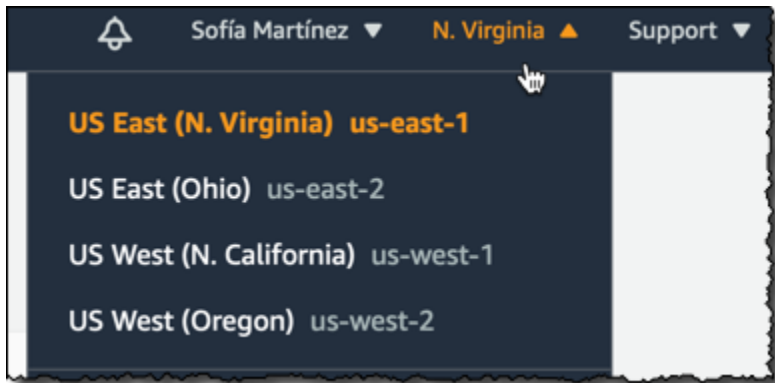 Sofía Martínez N. Virginia Support
US East (N. Virginia) us-east-1
US East (Ohio) us-east-2
US West (N. California) us-west-1
US West (Oregon) us-west-2